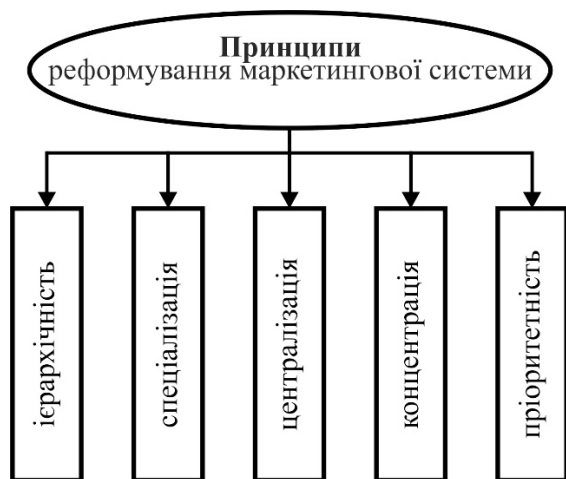 Принципи
реформування маркетингової системи
ієрархічність
спеціалізація
централізація
концентрація
пріоритетність